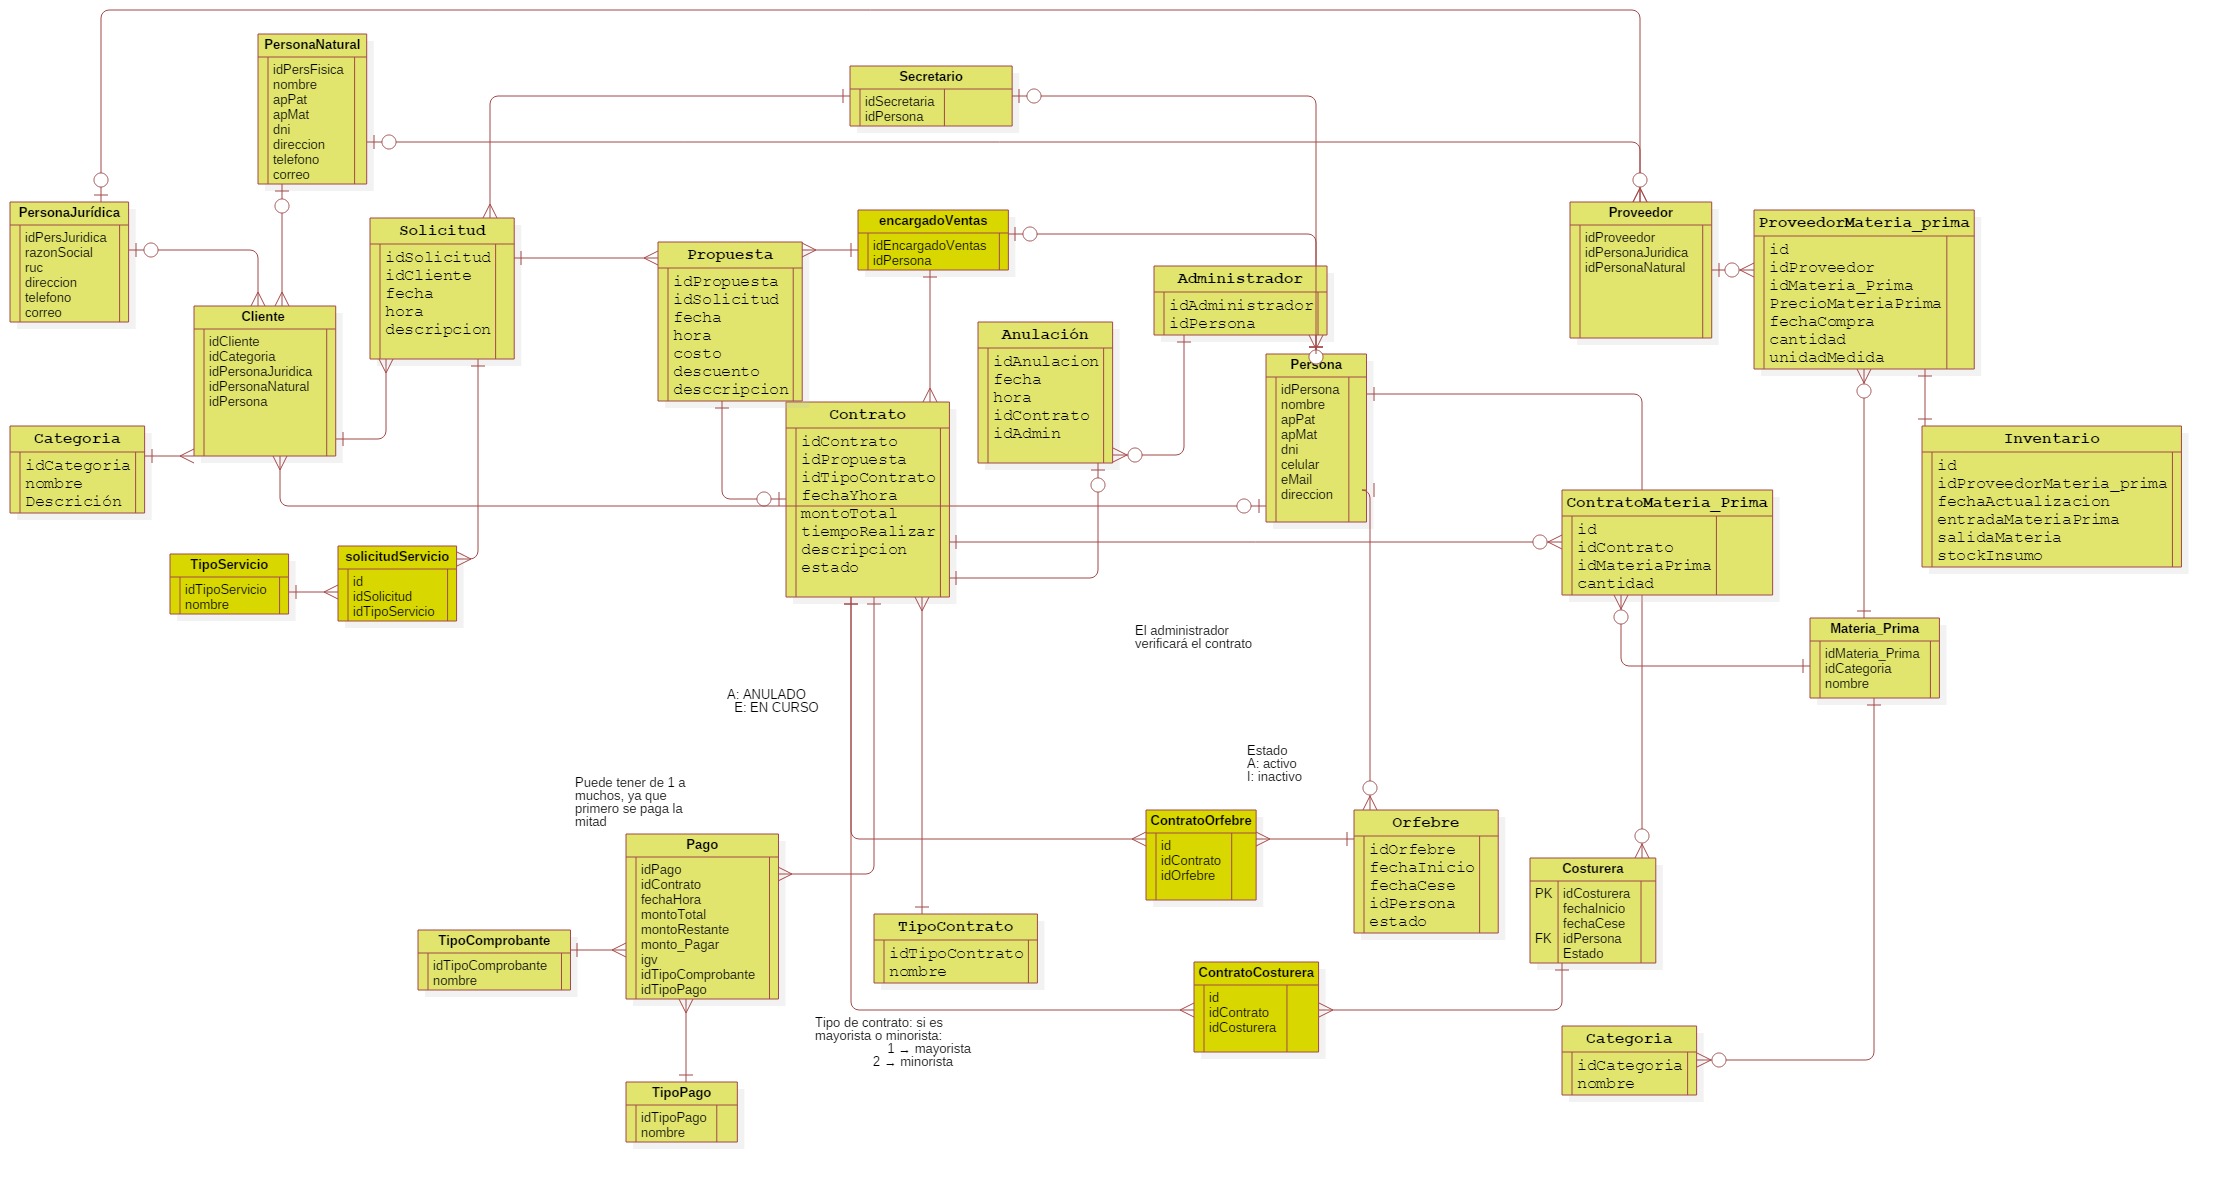 PersonaNatural
idPersFisica
nombre
apPat
apMat
dni
direccion
telefono
correo
Secretario
idSecretaria
idPersona
PersonaJurídica
idPersJuridica
razonSocial
ruc
direccion
telefono
correo
Solicitud
idSolicitud
idCliente
fecha
hora
descripcion
Propuesta
idPropuesta
idSolicitud
fecha
hora
costo
descuento
desccripcion
encargadoVentas
idEncargadoVentas
idPersona
Administrador
idAdministrador
idPersona
Proveedor
idProveedor
idPersonaJuridica
idPersonaNatural
ProveedorMateria_prima
id
idProveedor
idMateria_Prima
PrecioMateriaPrima
fechaCompra
cantidad
unidadMedida
Cliente
idCliente
idCategoria
idPersonaJuridica
idPersonaNatural
idPersona
Anulación
idAnulacion
fecha
hora
idContrato
idAdmin
Persona
idPersona
nombre
apPat
apMat
dni
celular
eMail
direccion
Categoria
idCategoria
nombre
Descrición
Contrato
idContrato
idPropuesta
idTipoContrato
fechaYhora
montoTotal
tiempoRealizar
descripcion
estado
Inventario
id
idProveedorMateria_prima
fechaActualizacion
entradaMateriaPrima
salidaMateria
stockInsumo
ContratoMateria_Prima
id
idContrato
idMateriaPrima
cantidad
TipoServicio
idTipoServicio
nombre
solicitudServicio
id
idSolicitud
idTipoServicio
El administrador
verificará el contrato
Materia_Prima
idMateria_Prima
idCategoria
nombre
A: ANULADO
E: EN CURSO
Estado
A: activo
I: inactivo
Puede tener de 1 a
muchos, ya que
primero se paga la
mitad
Pago
idPago
idContrato
fechaHora
montoTotal
montoRestante
monto_Pagar
igv
idTipoComprobante
idTipoPago
ContratoOrfebre
id
idContrato
idOrfebre
Orfebre
idOrfebre
fechaInicio
fechaCese
idPersona
estado
Costurera
PK idCosturera
fechaInicio
fechaCese
FK idPersona
Estado
TipoComprobante
idTipoComprobante
nombre
TipoContrato
idTipoContrato
nombre
ContratoCosturera
id
idContrato
idCosturera
Tipo de contrato: si es
mayorista o minorista:
1 → mayorista
2 → minorista
Categoria
idCategoria
nombre
TipoPago
idTipoPago
nombre